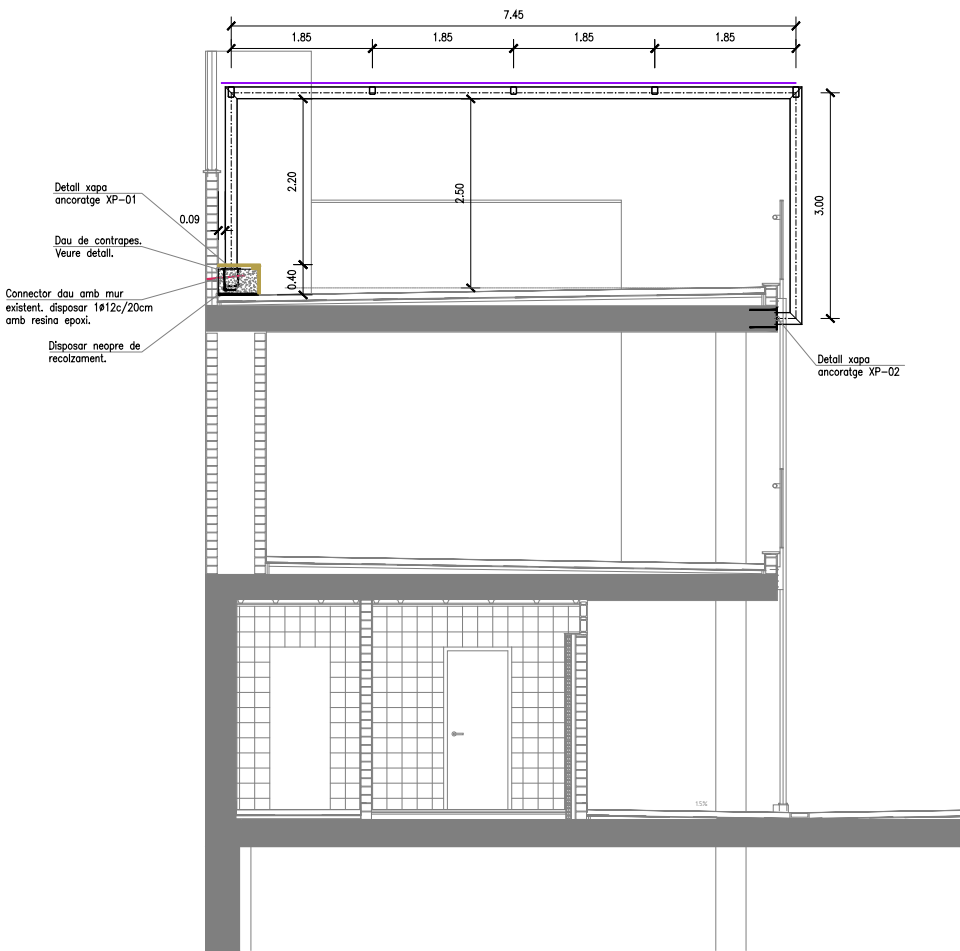 7.45
1.85
1.85
1.85
1.85
2.20
2.50
3.00
Detall xapa
ancoratge XP-01
0.09
Dau de contrapes.
Veure detall.
0.40
Connector dau amb mur
existent. disposar 1Ø12c/20cm
amb resina epoxi.
Disposar neopre de
recolzament.
Detall xapa
ancoratge XP-02
1.5%